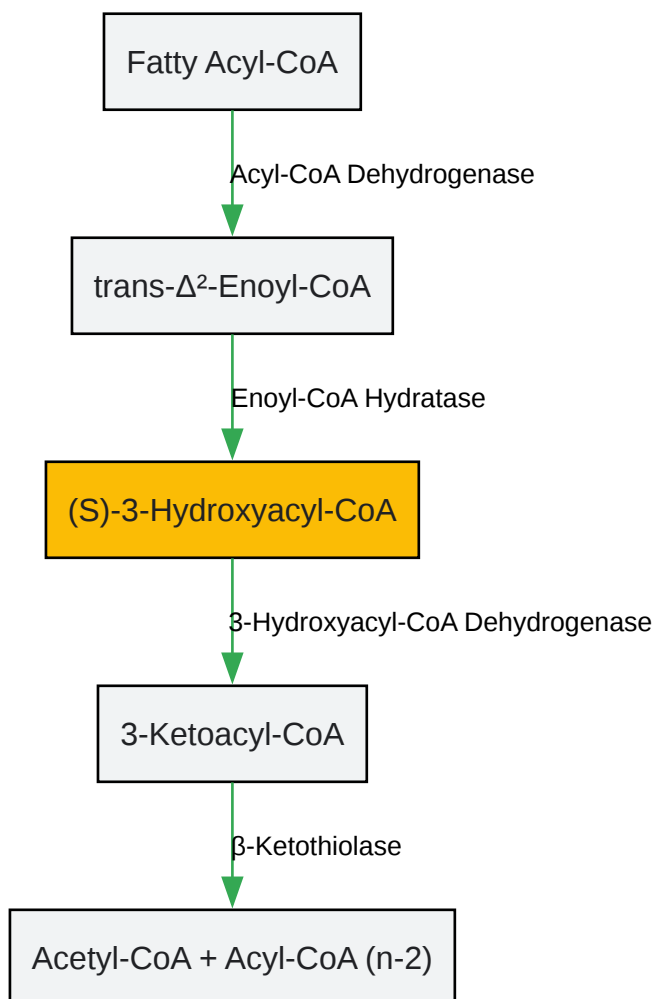 Fatty Acyl-CoA
Acyl-CoA Dehydrogenase
trans-Δ²-Enoyl-CoA
Enoyl-CoA Hydratase
(S)-3-Hydroxyacyl-CoA
3-Hydroxyacyl-CoA Dehydrogenase
3-Ketoacyl-CoA
β-Ketothiolase
Acetyl-CoA + Acyl-CoA (n-2)